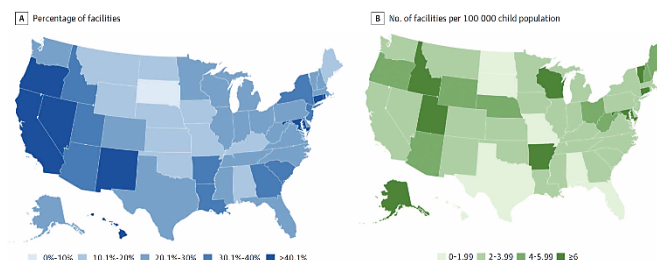 A Percentage of facilities
B No. of facilities per 100 000 child population
0%-10% 10.1%-20% 20.1%-30% 30.1%-40% >40.1%
0-1.99 2-3.99 4-5.99 ≥6